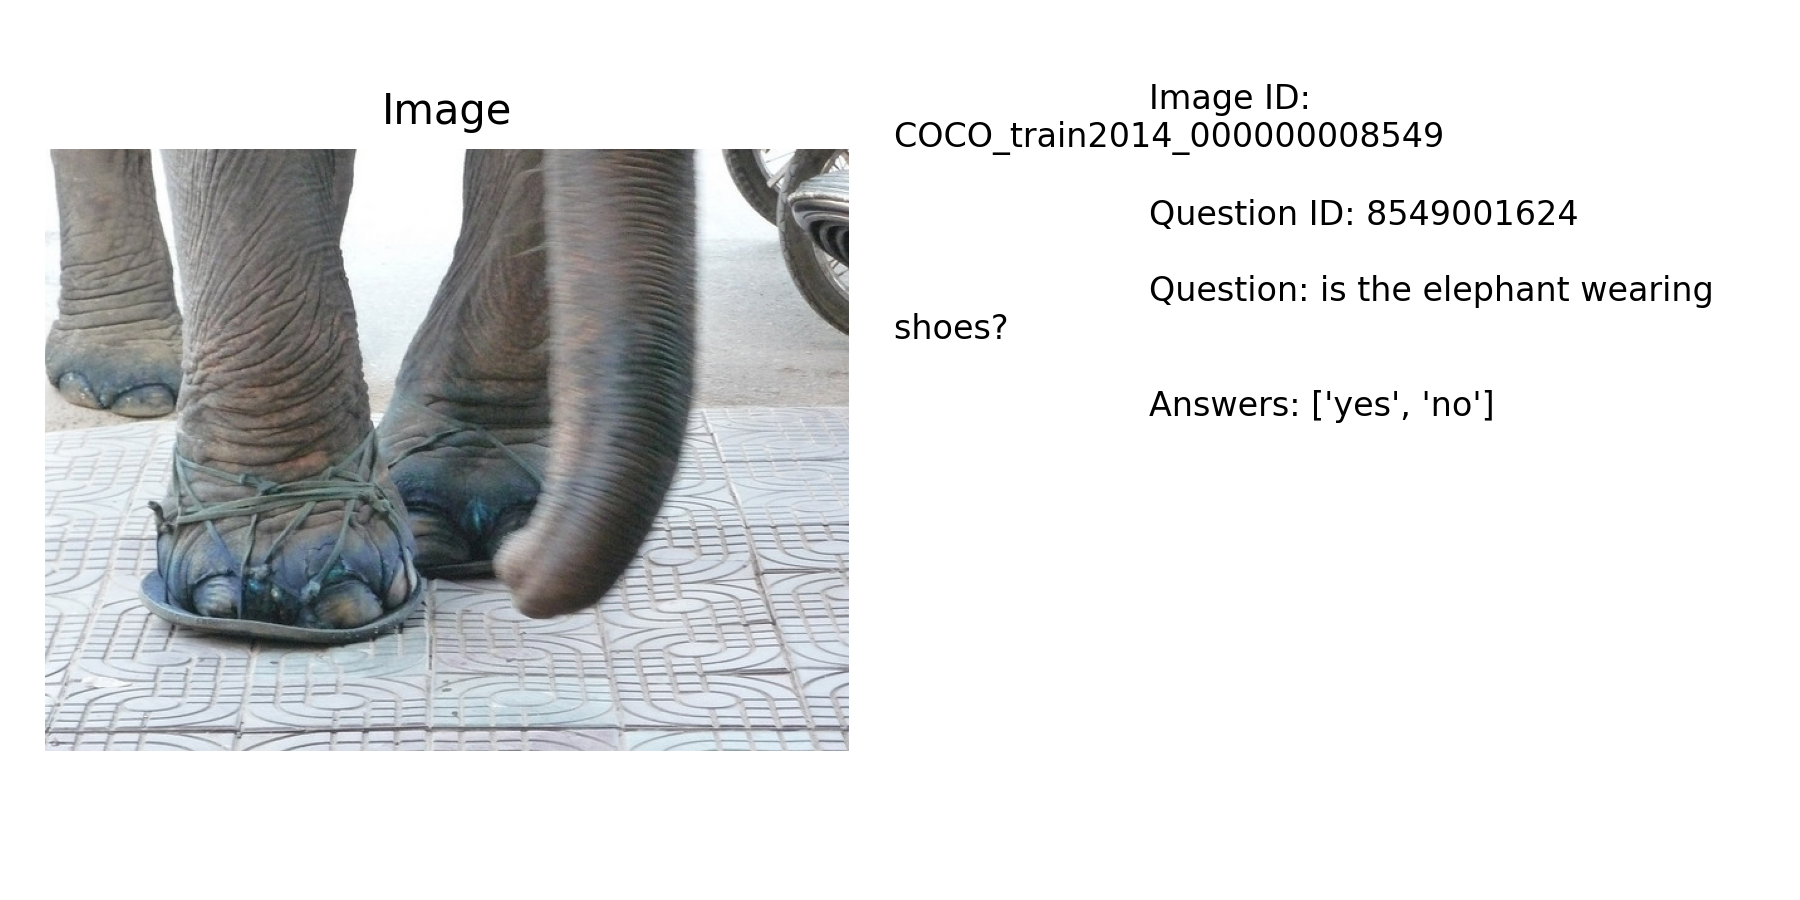 Image
Image ID:
COCO_train2014_000000008549
Question ID: 8549001624
Question: is the elephant wearing
shoes?
Answers: ['yes', 'no']